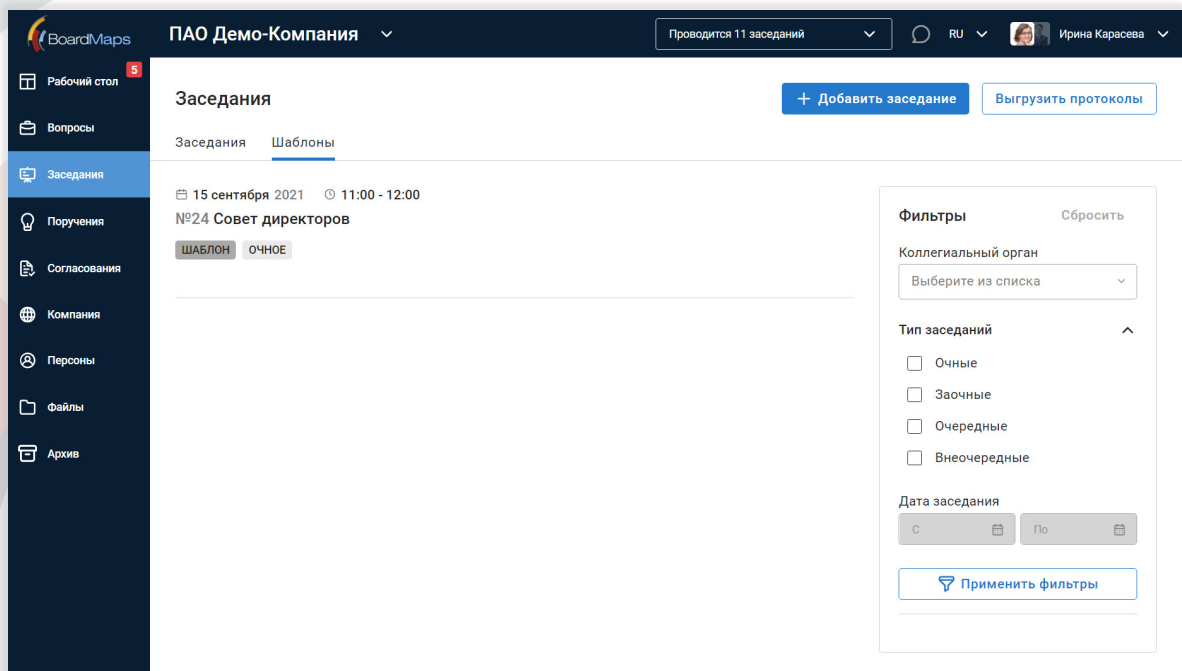 BoardMaps
ПАО Демо-Компания
Проводится 11 заседаний
RU
Ирина Карасева
Рабочий стол
5
Вопросы
Заседания
Поручения
Согласования
Компания
Персоны
Файлы
Архив
Заседания
+ Добавить заседание
Выгрузить протоколы
Заседания Шаблоны
15 сентября 2021 11:00 - 12:00
№24 Совет директоров
ШАБЛОН ОЧНОЕ
Фильтры Сбросить
Коллегиальный орган
Выберите из списка
Тип заседаний
Очные
Заочные
Очередные
Внеочередные
Дата заседания
С По
Применить фильтры